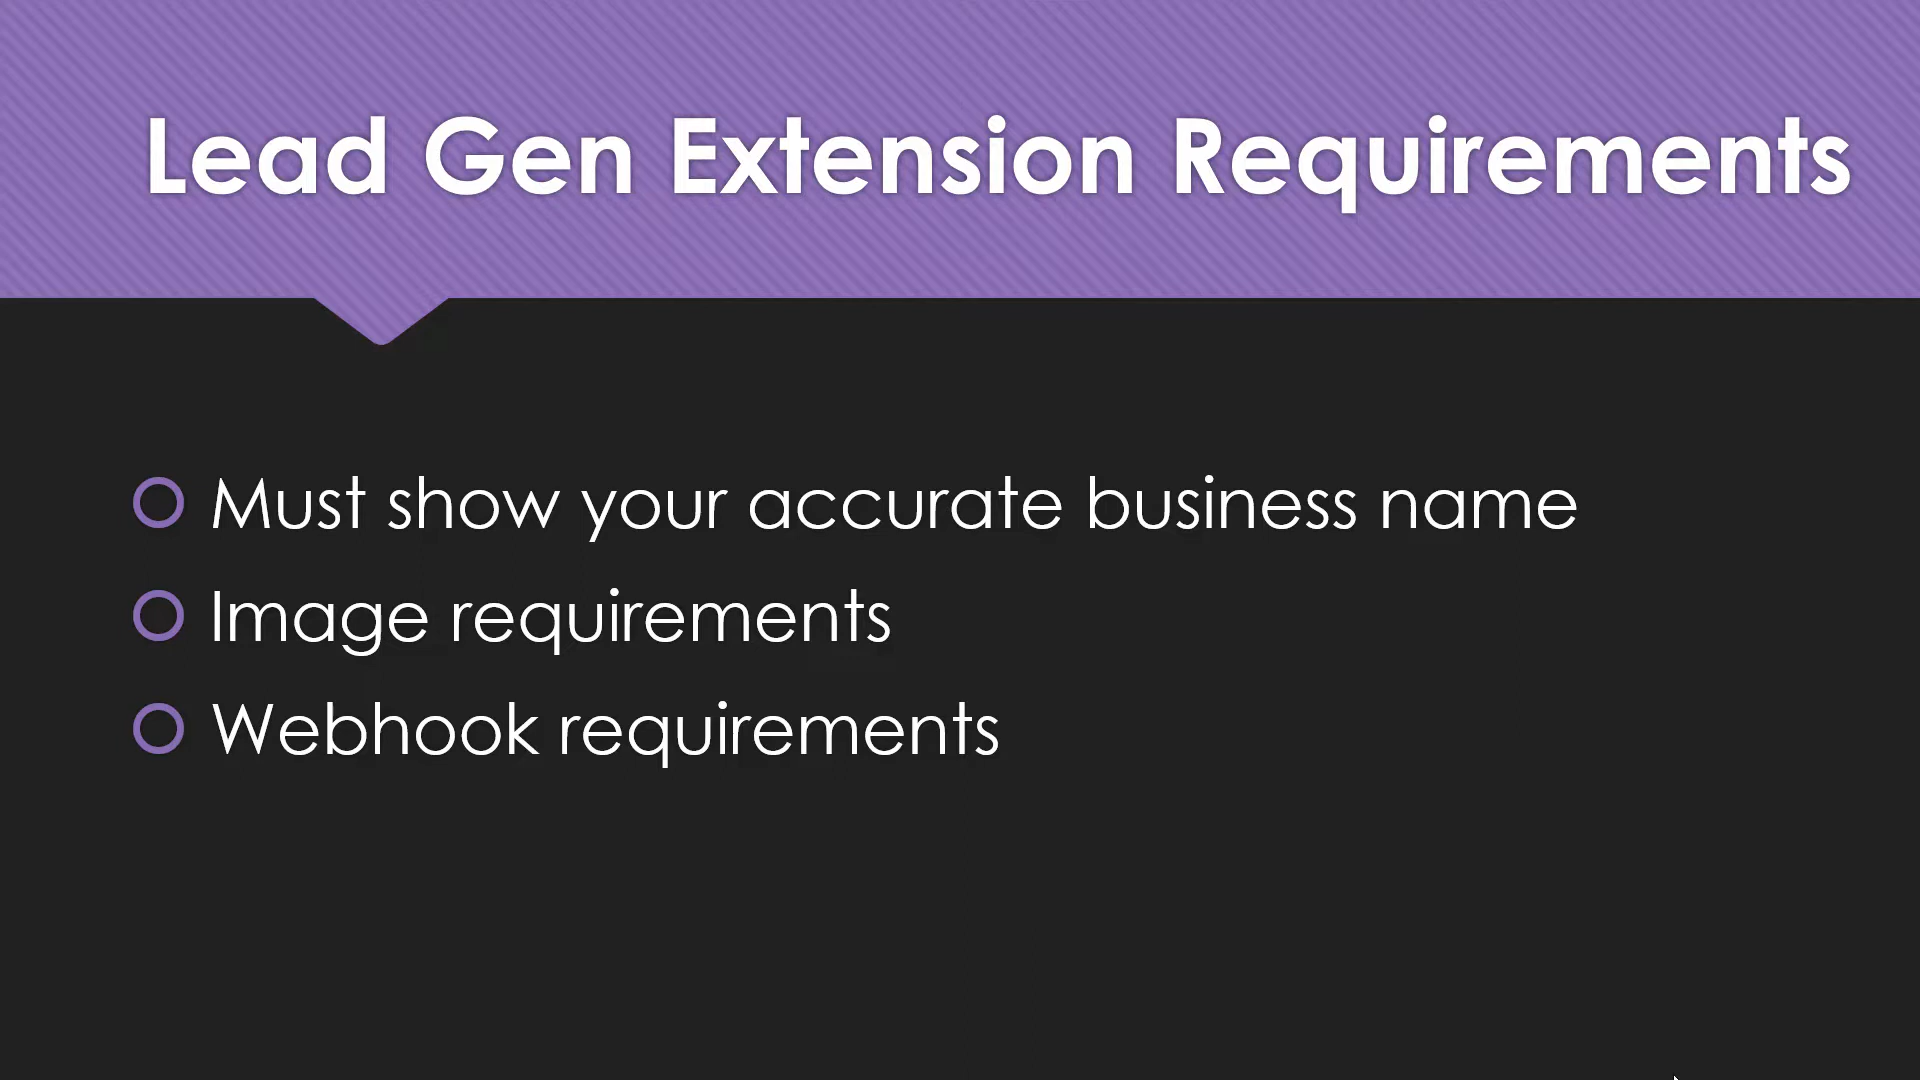 Lead Gen Extension Requirements
Must show your accurate business name
Image requirements
Webhook requirements